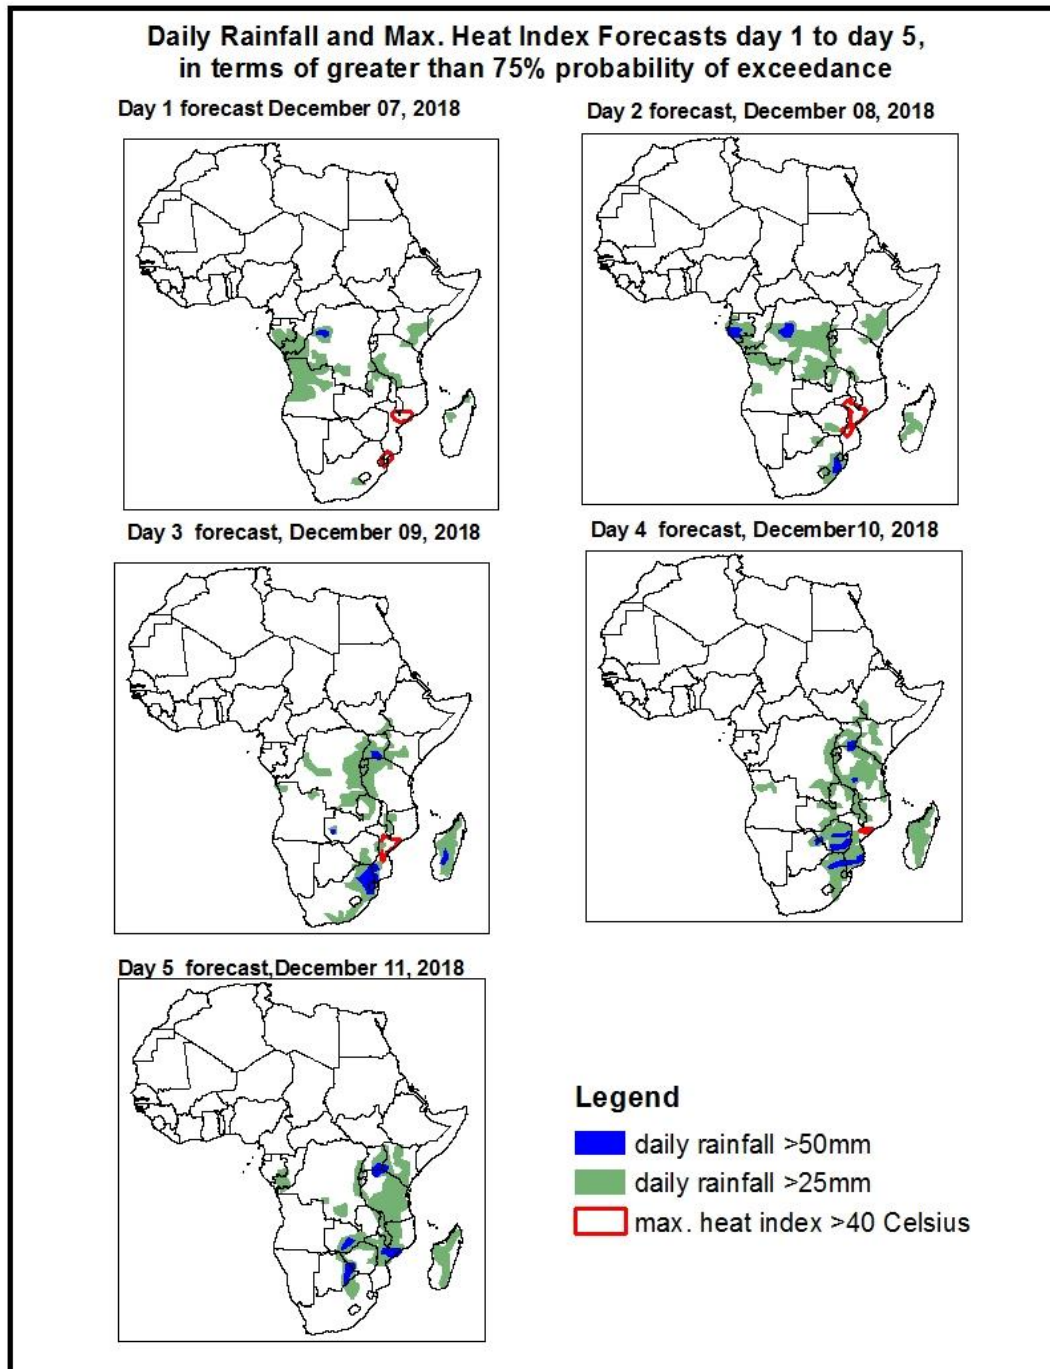 Daily Rainfall and Max. Heat Index Forecasts day 1 to day 5,
in terms of greater than 75% probability of exceedance
Day 1 forecast December 07, 2018
Day 2 forecast, December 08, 2018
Day 3 forecast, December 09, 2018
Day 4 forecast, December10, 2018
Day 5 forecast,December 11, 2018
Legend
daily rainfall >50mm
daily rainfall >25mm
max. heat index >40 Celsius